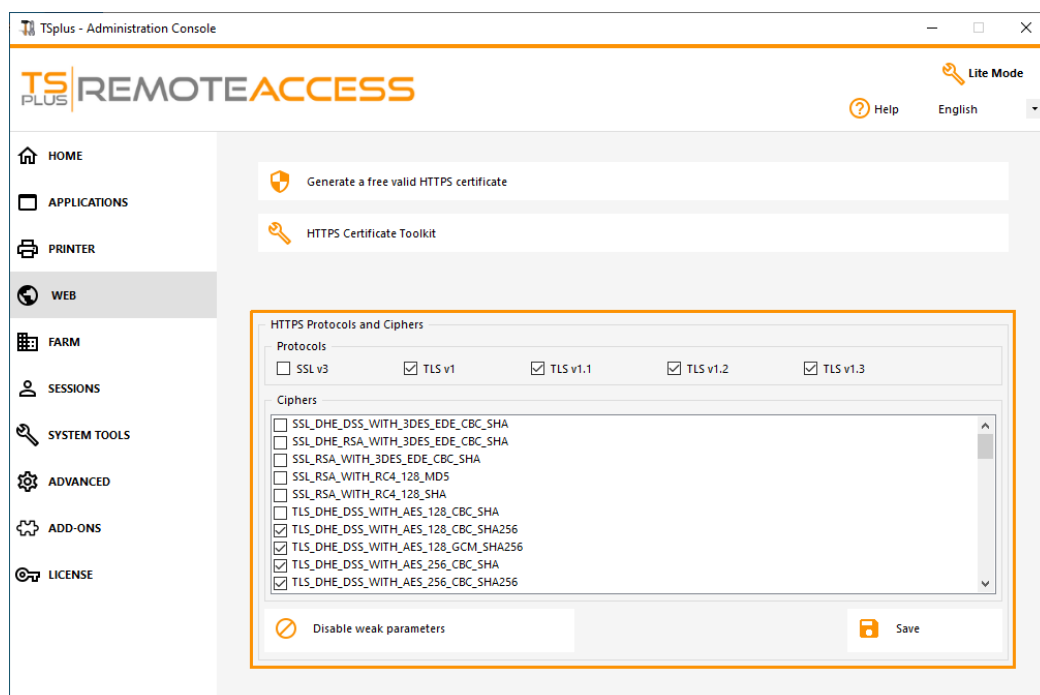 TSplus - Administration Console
TS PLUS REMOTEACCESS
Lite Mode
Help English
HOME
APPLICATIONS
PRINTER
WEB
FARM
SESSIONS
SYSTEM TOOLS
ADVANCED
ADD-ONS
LICENSE
Generate a free valid HTTPS certificate
HTTPS Certificate Toolkit
HTTPS Protocols and Ciphers
Protocols
SSL v3 TLS v1 TLS v1.1 TLS v1.2 TLS v1.3
Ciphers
SSL_DHE_DSS_WITH_3DES_EDE_CBC_SHA
SSL_DHE_RSA_WITH_3DES_EDE_CBC_SHA
SSL_RSA_WITH_3DES_EDE_CBC_SHA
SSL_RSA_WITH_RC4_128_MD5
SSL_RSA_WITH_RC4_128_SHA
TLS_DHE_DSS_WITH_AES_128_CBC_SHA
TLS_DHE_DSS_WITH_AES_128_CBC_SHA256
TLS_DHE_DSS_WITH_AES_128_GCM_SHA256
TLS_DHE_DSS_WITH_AES_256_CBC_SHA
TLS_DHE_DSS_WITH_AES_256_CBC_SHA256
Disable weak parameters Save